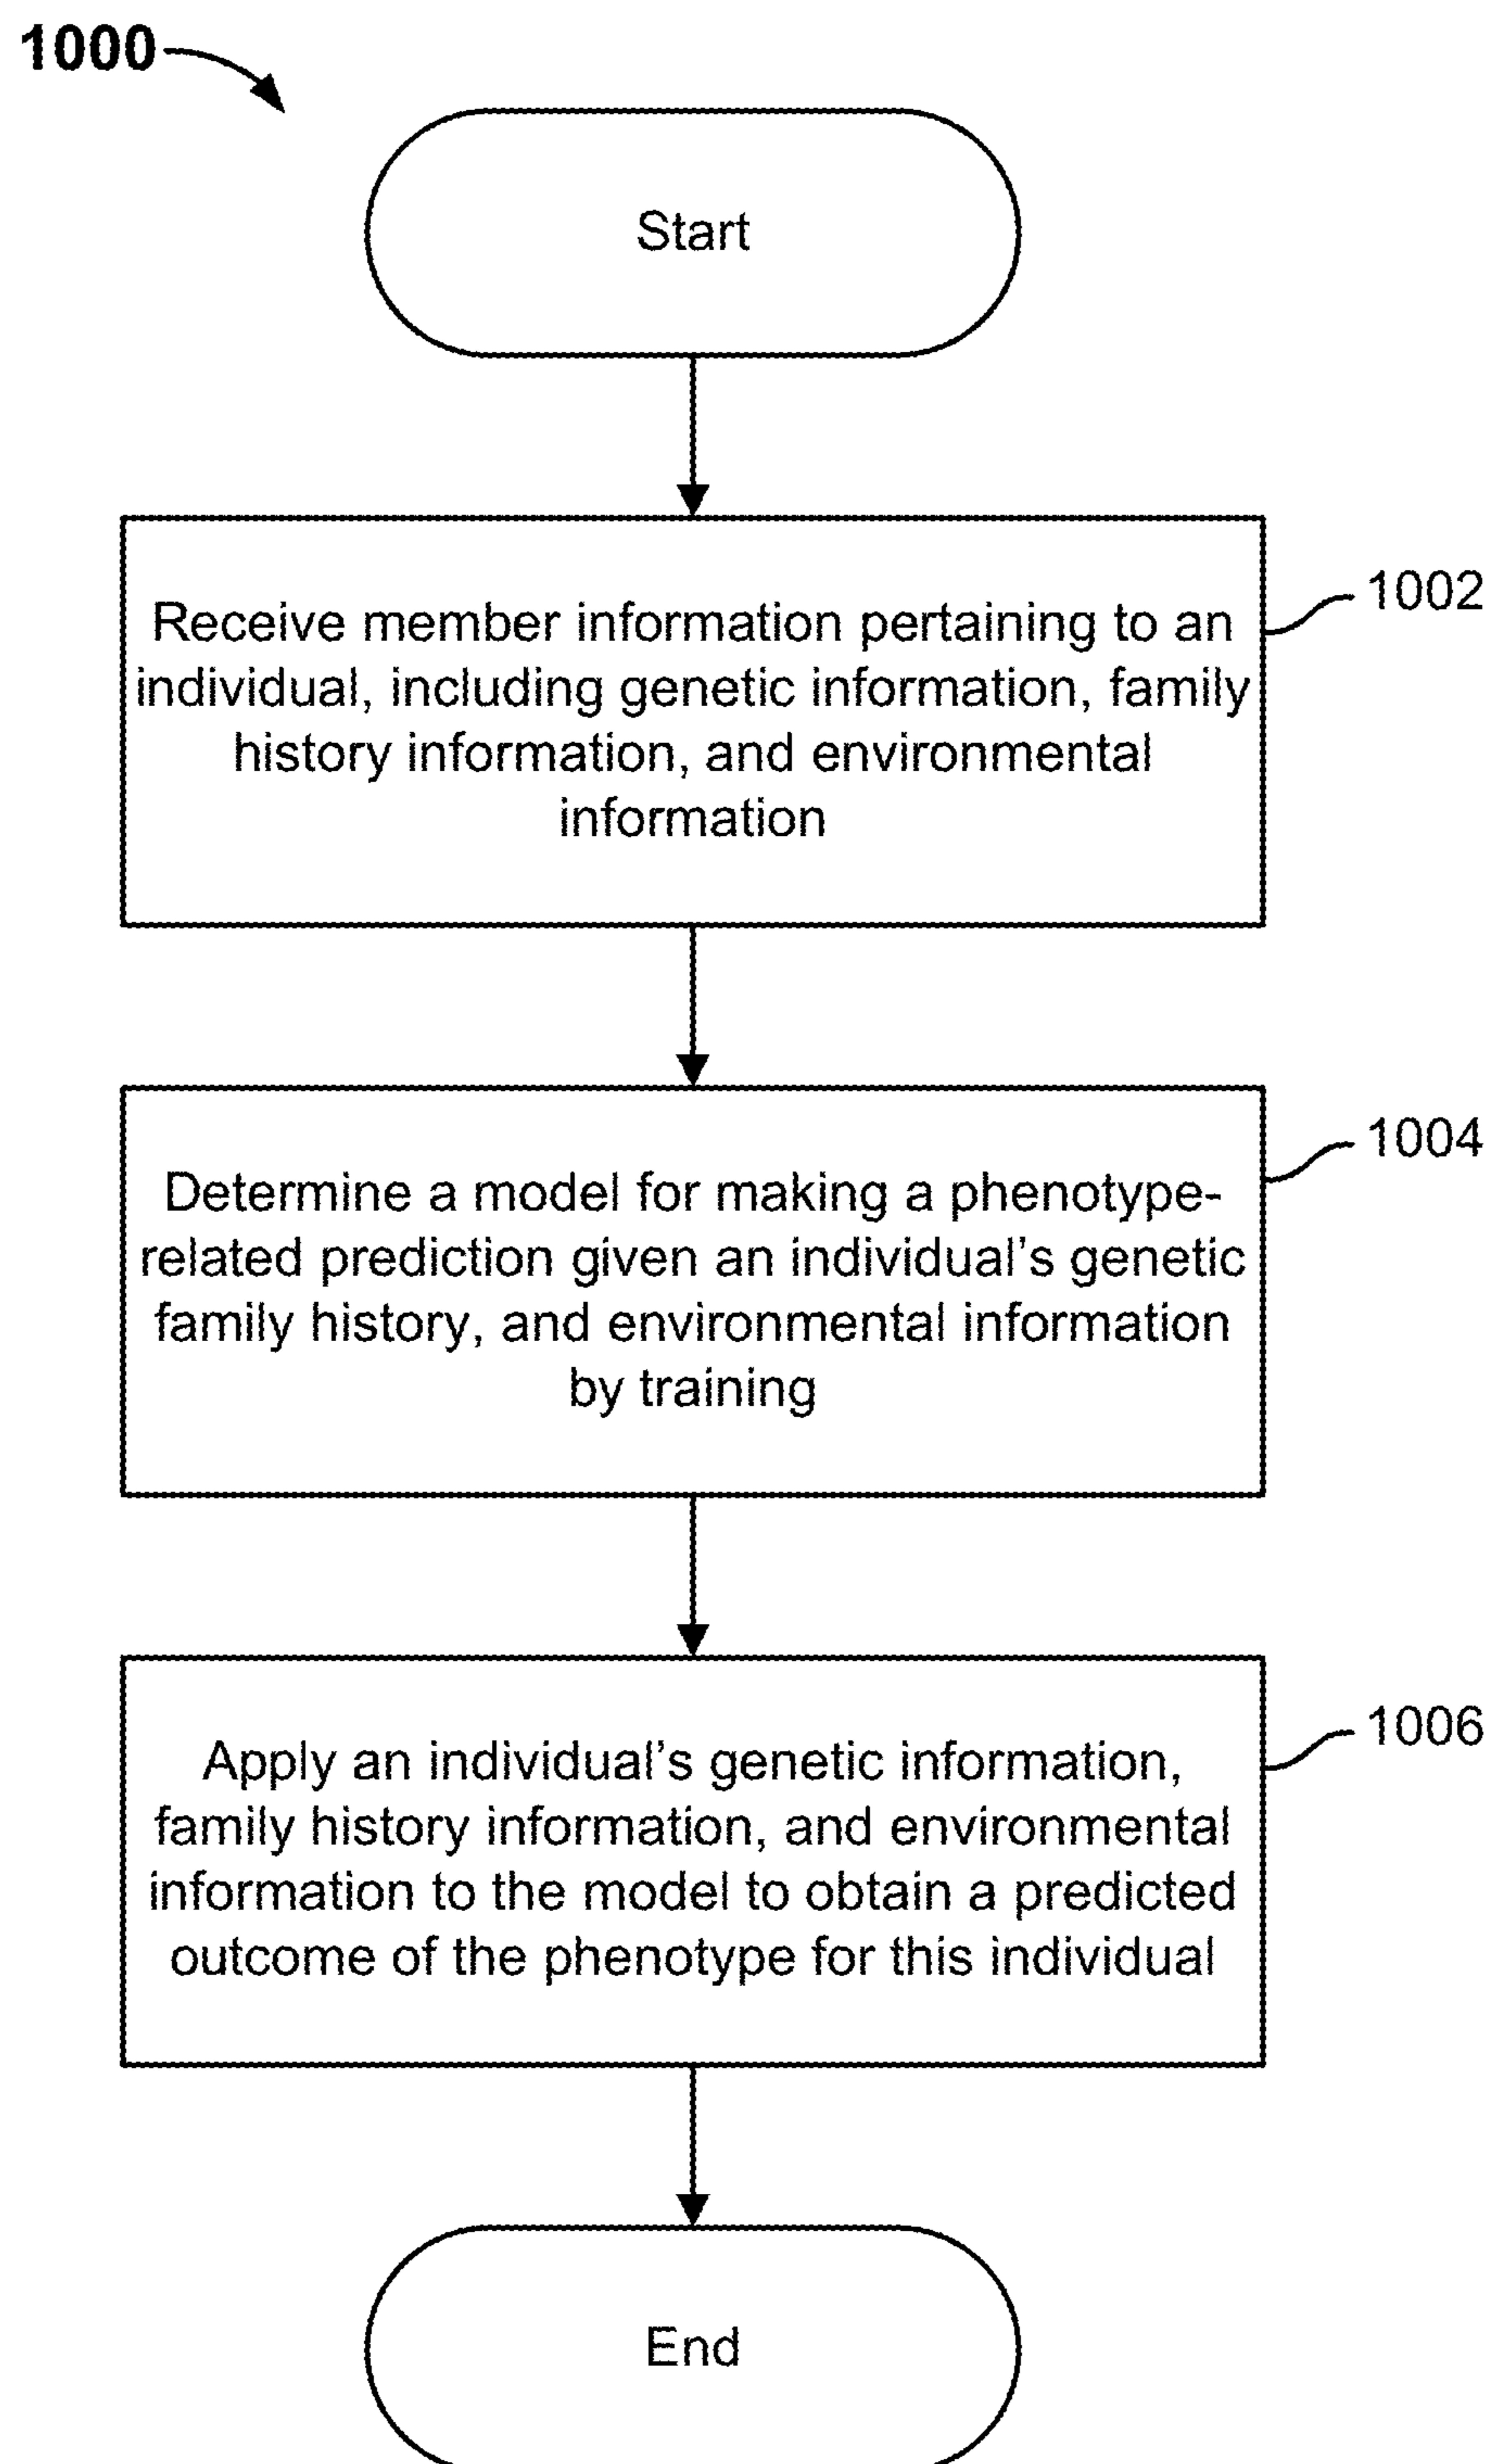 1000
Start
Receive member information pertaining to an
individual, including genetic information, family
history information, and environmental
information
1002
Determine a model for making a phenotype-
related prediction given an individual's genetic
family history, and environmental information
by training
1004
Apply an individual's genetic information,
family history information, and environmental
information to the model to obtain a predicted
outcome of the phenotype for this individual
1006
End